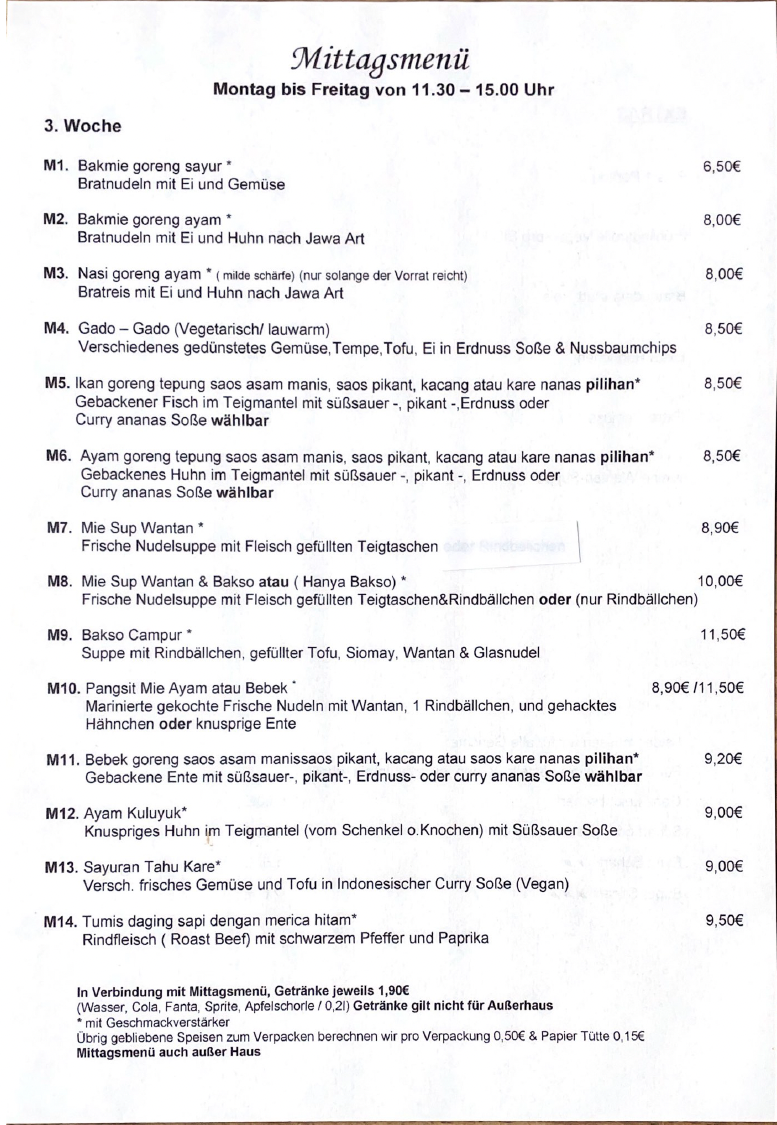 Mittagsmenü
Montag bis Freitag von 11.30 – 15.00 Uhr
3. Woche
M1. Bakmie goreng sayur * 6,50€
Bratnudeln mit Ei und Gemüse
M2. Bakmie goreng ayam * 8,00€
Bratnudeln mit Ei und Huhn nach Jawa Art
M3. Nasi goreng ayam * ( milde schärfe) (nur solange der Vorrat reicht) 8,00€
Bratreis mit Ei und Huhn nach Jawa Art
M4. Gado – Gado (Vegetarisch/ lauwarm) 8,50€
Verschiedenes gedünstetes Gemüse,Tempe,Tofu, Ei in Erdnuss Soße & Nussbaumchips
M5. Ikan goreng tepung saos asam manis, saos pikant, kacang atau kare nanas pilihan* 8,50€
Gebackener Fisch im Teigmantel mit süßsauer -, pikant -,Erdnuss oder
Curry ananas Soße wählbar
M6. Ayam goreng tepung saos asam manis, saos pikant, kacang atau kare nanas pilihan* 8,50€
Gebackenes Huhn im Teigmantel mit süßsauer -, pikant -, Erdnuss oder
Curry ananas Soße wählbar
M7. Mie Sup Wantan * 8,90€
Frische Nudelsuppe mit Fleisch gefüllten Teigtaschen oder Rindbällchen
M8. Mie Sup Wantan & Bakso atau ( Hanya Bakso) * 10,00€
Frische Nudelsuppe mit Fleisch gefüllten Teigtaschen&Rindbällchen oder (nur Rindbällchen)
M9. Bakso Campur * 11,50€
Suppe mit Rindbällchen, gefüllter Tofu, Siomay, Wantan & Glasnudel
M10. Pangsit Mie Ayam atau Bebek * 8,90€ /11,50€
Marinierte gekochte Frische Nudeln mit Wantan, 1 Rindbällchen, und gehacktes
Hähnchen oder knusprige Ente
M11. Bebek goreng saos asam manissaos pikant, kacang atau saos kare nanas pilihan* 9,20€
Gebackene Ente mit süßsauer-, pikant-, Erdnuss- oder curry ananas Soße wählbar
M12. Ayam Kuluyuk* 9,00€
Knuspriges Huhn im Teigmantel (vom Schenkel o.Knochen) mit Süßsauer Soße
M13. Sayuran Tahu Kare* 9,00€
Versch. frisches Gemüse und Tofu in Indonesischer Curry Soße (Vegan)
M14. Tumis daging sapi dengan merica hitam* 9,50€
Rindfleisch ( Roast Beef) mit schwarzem Pfeffer und Paprika
In Verbindung mit Mittagsmenü, Getränke jeweils 1,90€
(Wasser, Cola, Fanta, Sprite, Apfelschorle / 0,2l) Getränke gilt nicht für Außerhaus
* mit Geschmackverstärker
Übrig gebliebene Speisen zum Verpacken berechnen wir pro Verpackung 0,50€ & Papier Tütte 0,15€
Mittagsmenü auch außer Haus